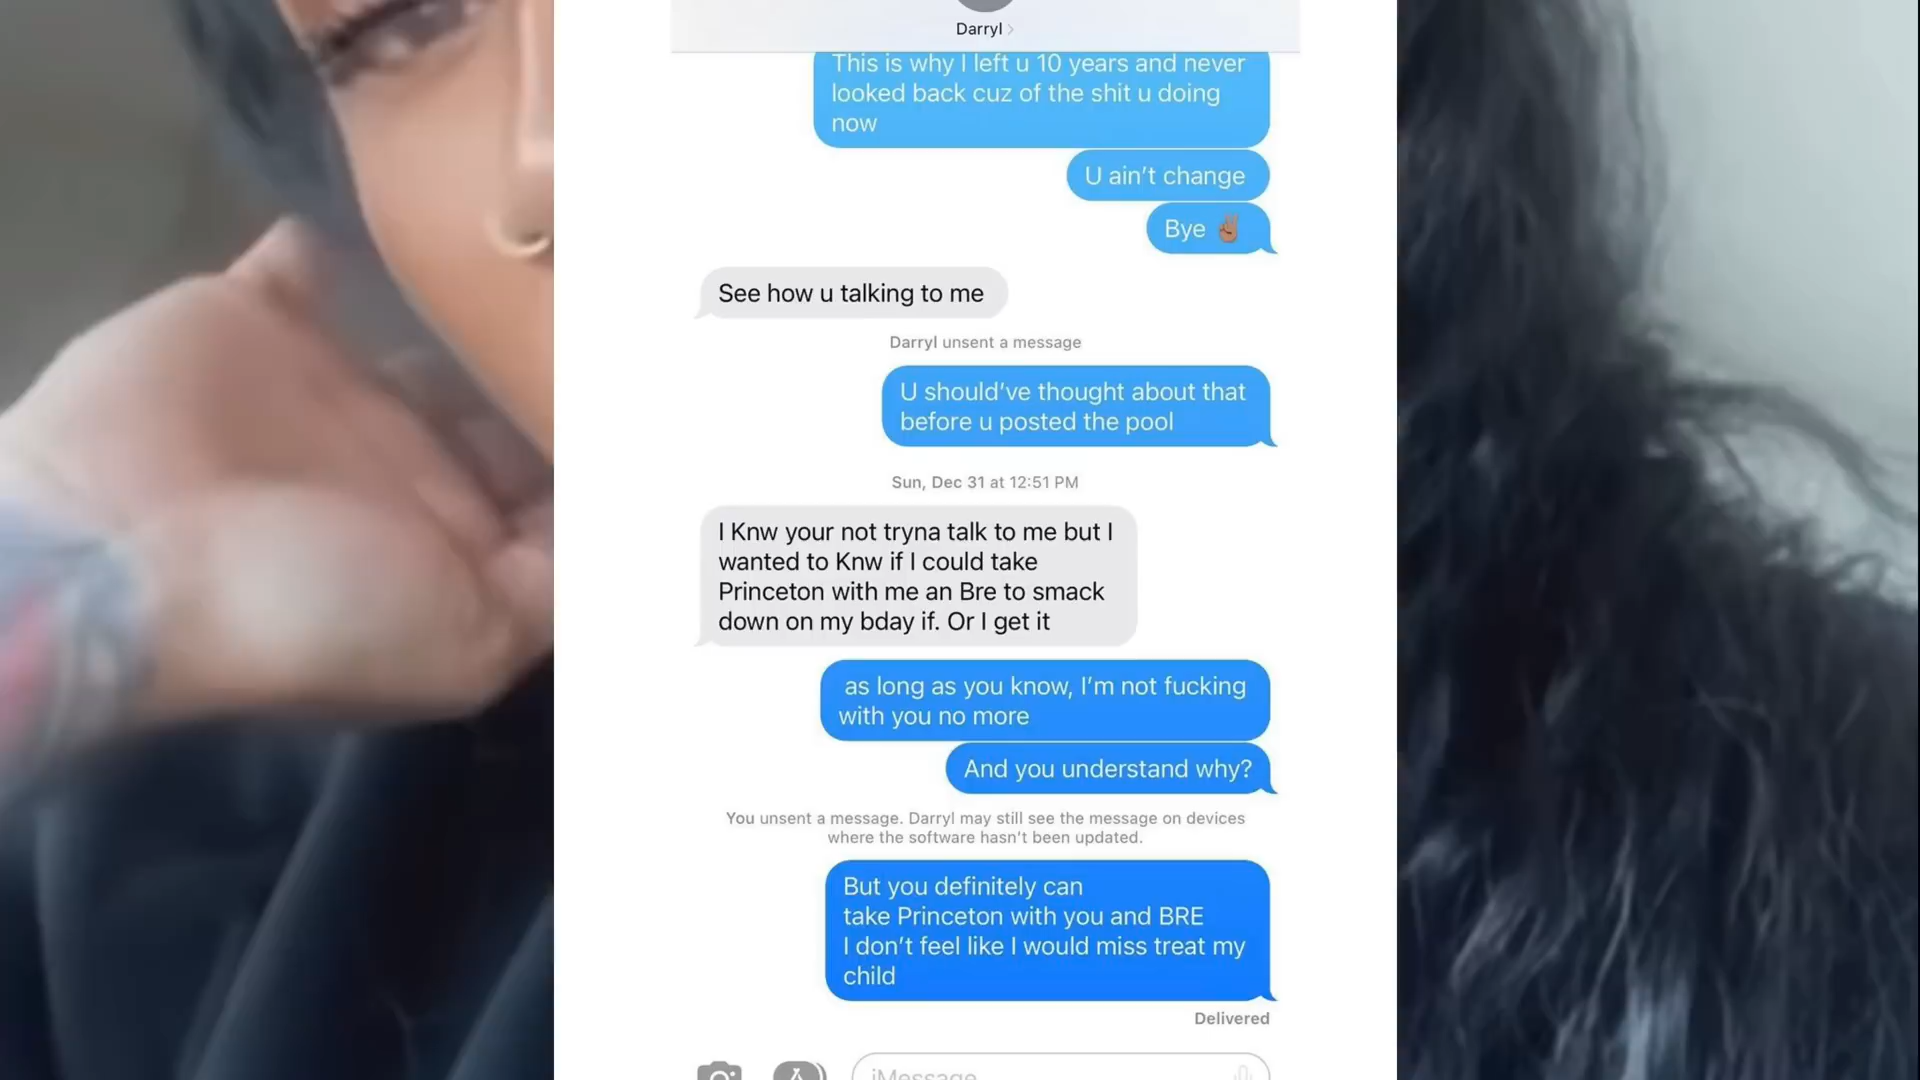 Darryl
This is why I left u 10 years and never
looked back cuz of the shit u doing
now
U ain't change
Bye ✌🏽
See how u talking to me
Darryl unsent a message
U should've thought about that
before u posted the pool
Sun, Dec 31 at 12:51 PM
I Knw your not tryna talk to me but I
wanted to Knw if I could take
Princeton with me an Bre to smack
down on my bday if. Or I get it
as long as you know, I'm not fucking
with you no more
And you understand why?
You unsent a message. Darryl may still see the message on devices
where the software hasn't been updated.
But you definitely can
take Princeton with you and BRE
I don't feel like I would miss treat my
child
Delivered
iMessage